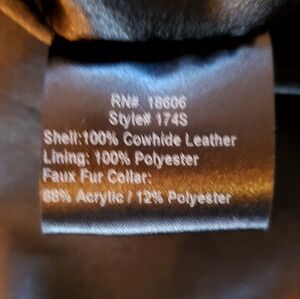 RN# 18606
Style# 174S
Shell:100% Cowhide Leather
Lining: 100% Polyester
Faux Fur Collar:
88% Acrylic / 12% Polyester